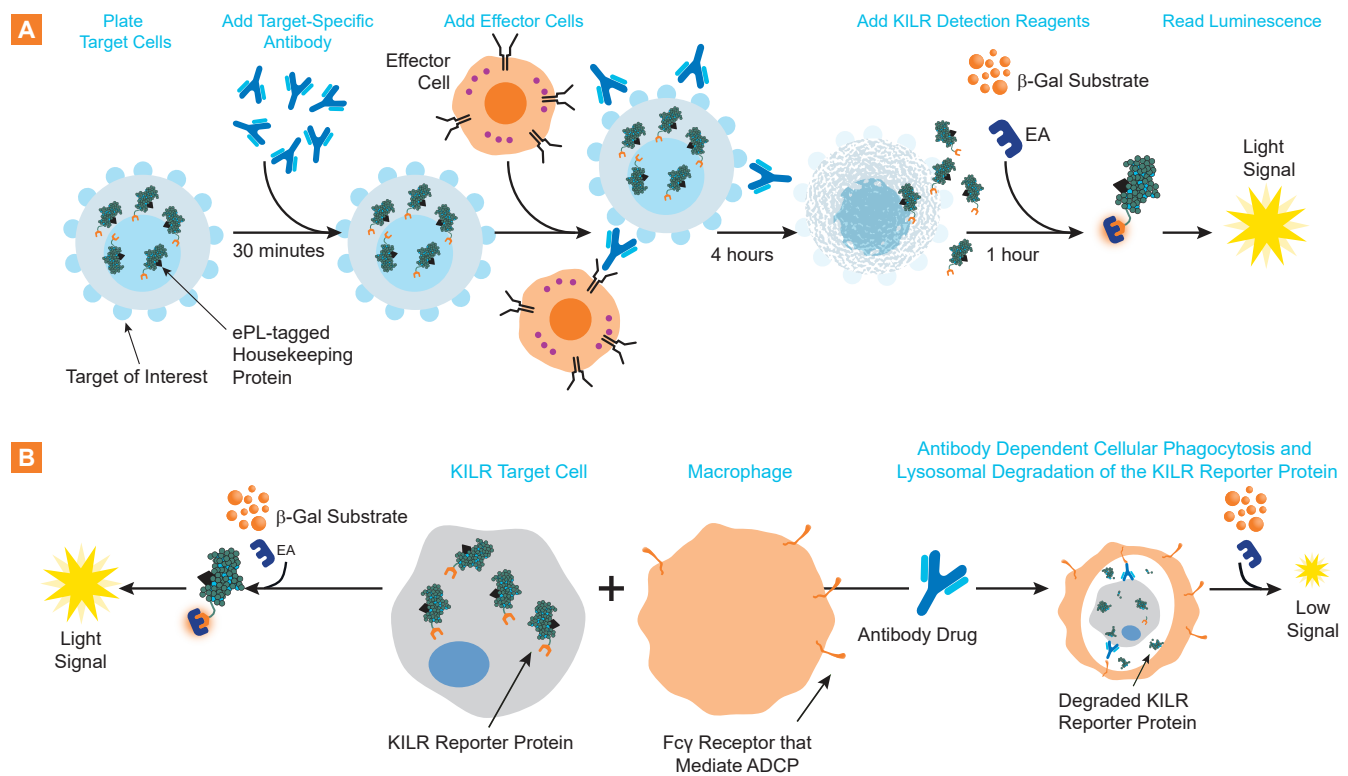 A
Plate
Target Cells
Add Target-Specific
Antibody
Add Effector Cells
Add KILR Detection Reagents
Read Luminescence
Effector
Cell
β-Gal Substrate
EA
Light
Signal
30 minutes
4 hours
1 hour
ePL-tagged
Housekeeping
Protein
Target of Interest
B
KILR Target Cell
Macrophage
Antibody Dependent Cellular Phagocytosis and
Lysosomal Degradation of the KILR Reporter Protein
β-Gal Substrate
EA
Light
Signal
+
Antibody Drug
Low
Signal
KILR Reporter Protein
Fcγ Receptor that
Mediate ADCP
Degraded KILR
Reporter Protein